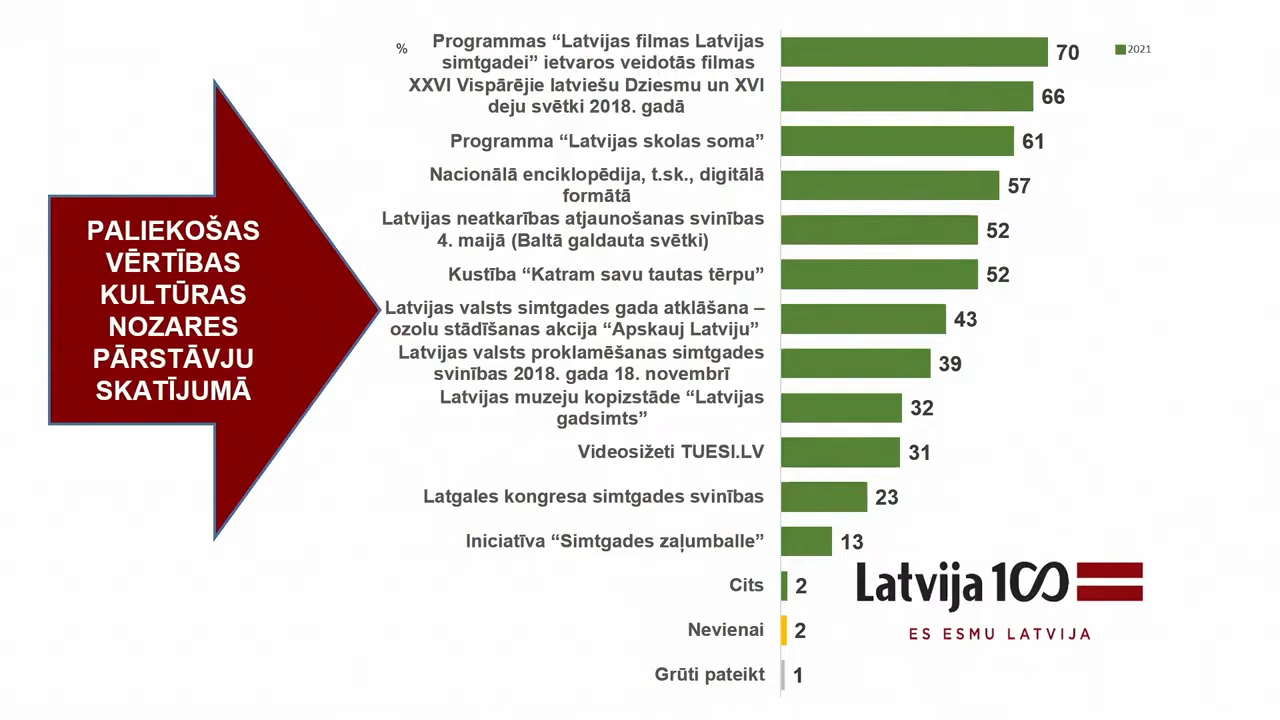 PALIEKOŠAS
VĒRTĪBAS
KULTŪRAS
NOZARES
PĀRSTĀVJU
SKATĪJUMĀ
%
2021
Programmas “Latvijas filmas Latvijas
simtgadei” ietvaros veidotās filmas
70
XXVI Vispārējie latviešu Dziesmu un XVI
deju svētki 2018. gadā
66
Programma “Latvijas skolas soma”
61
Nacionālā enciklopēdija, t.sk., digitālā
formātā
57
Latvijas neatkarības atjaunošanas svinības
4. maijā (Baltā galdauta svētki)
52
Kustība “Katram savu tautas tērpu”
52
Latvijas valsts simtgades gada atklāšana –
ozolu stādīšanas akcija “Apskauj Latviju”
43
Latvijas valsts proklamēšanas simtgades
svinības 2018. gada 18. novembrī
39
Latvijas muzeju kopizstāde “Latvijas
gadsimts”
32
Videosižeti TUESI.LV
31
Latgales kongresa simtgades svinības
23
Iniciatīva “Simtgades zaļumballe”
13
Cits
2
Nevienai
2
Grūti pateikt
1
Latvija 100
ES ESMU LATVIJA